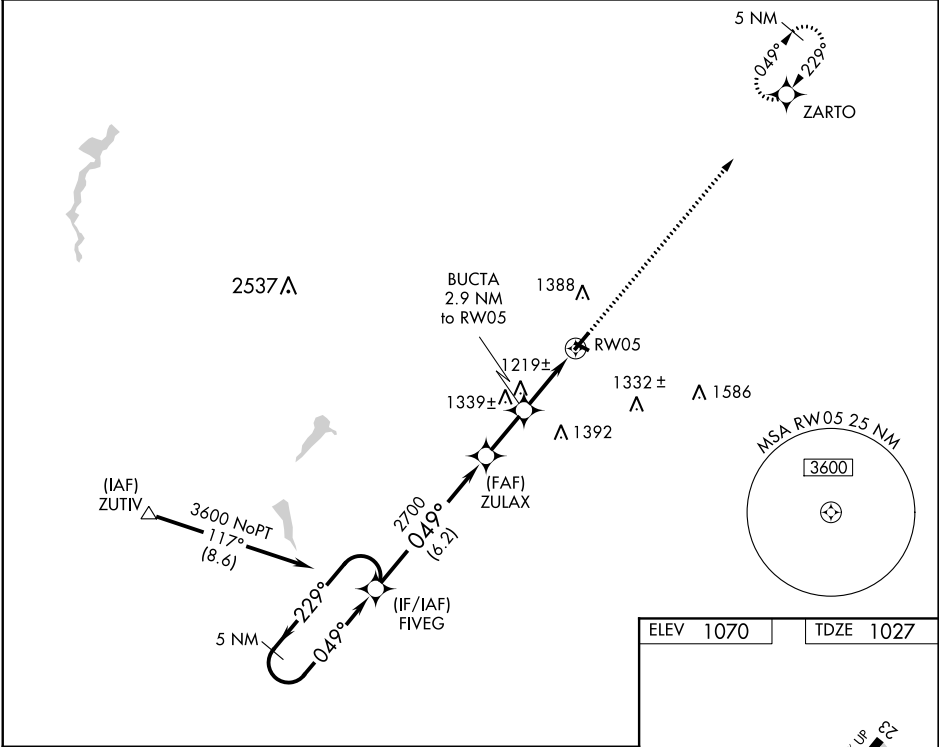 5 NM
049°
229°
ZARTO
2537
BUCTA
2.9 NM
to RW05
1388
RW05
1219±
1339±
1332 ±
1586
1392
MSA RW05 25 NM
3600
(FAF)
ZULAX
(IAF)
ZUTIV
3600 NoPT
117°
(8.6)
2700
049°
(6.2)
229°
049°
5 NM
(IF/IAF)
FIVEG
ELEV 1070
TDZE 1027
UP
23